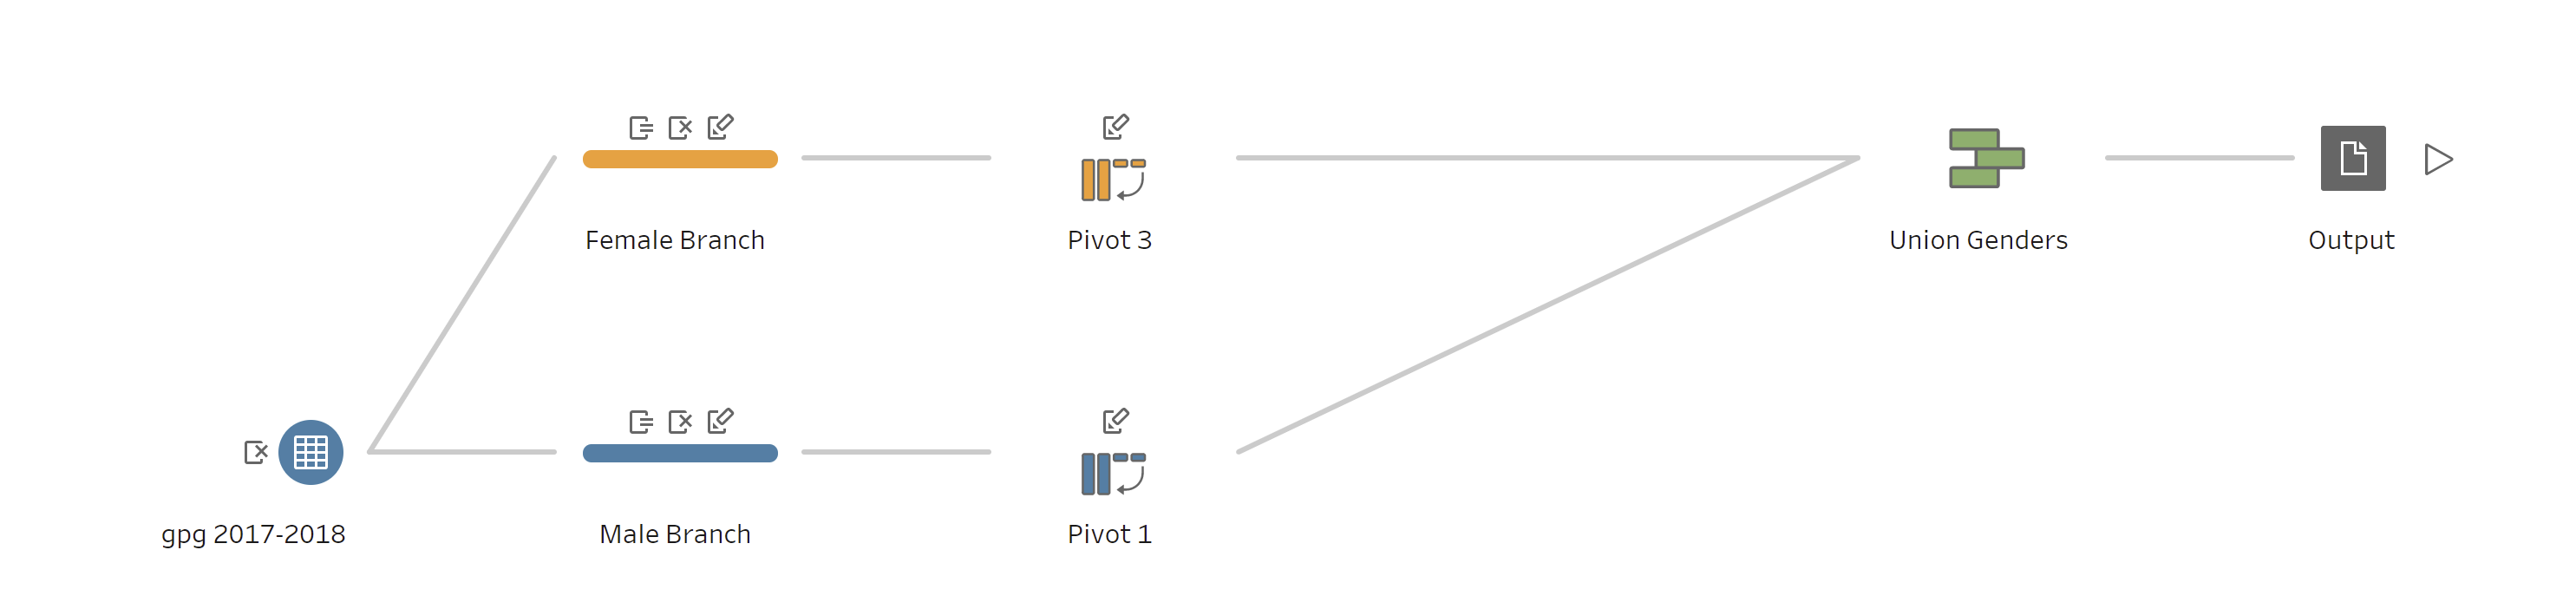 Female Branch
Pivot 3
Union Genders
Output
gpg 2017-2018
Male Branch
Pivot 1